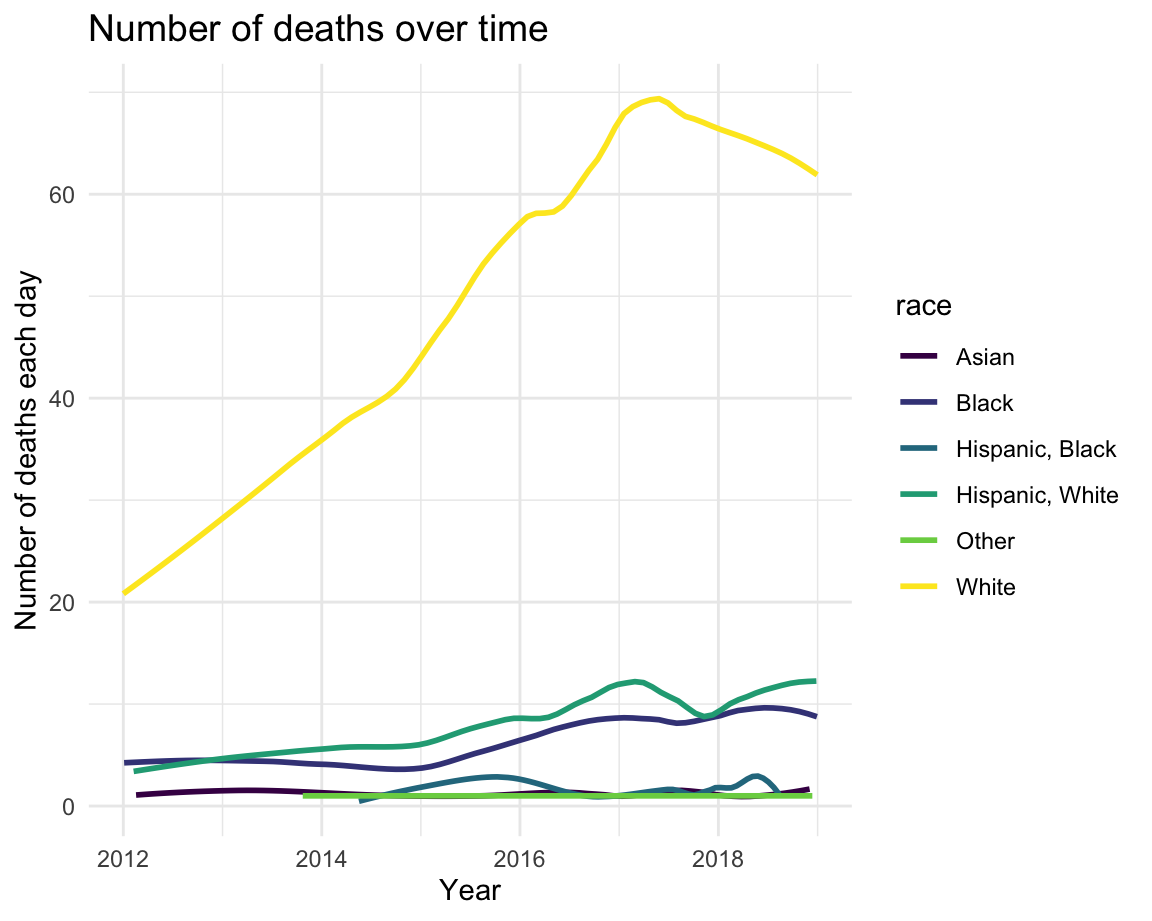 Number of deaths over time
Number of deaths each day
60
40
20
0
2012 2014 2016 2018
Year
race
Asian
Black
Hispanic, Black
Hispanic, White
Other
White